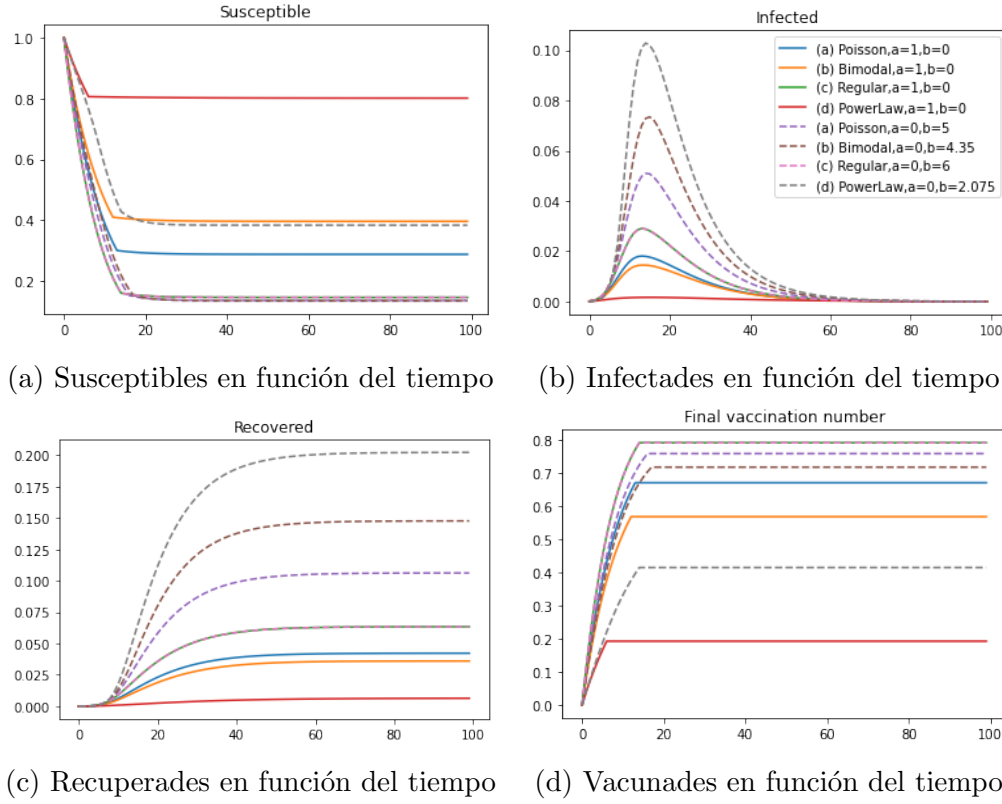 Susceptible
1.0
0.8
0.6
0.4
0.2
0 20 40 60 80 100
(a) Susceptibles en función del tiempo
Infected
0.10
0.08
0.06
0.04
0.02
0.00
0 20 40 60 80 100
(a) Poisson,a=1,b=0
(b) Bimodal,a=1,b=0
(c) Regular,a=1,b=0
(d) PowerLaw,a=1,b=0
(a) Poisson,a=0,b=5
(b) Bimodal,a=0,b=4.35
(c) Regular,a=0,b=6
(d) PowerLaw,a=0,b=2.075
(b) Infectades en función del tiempo
Recovered
0.200
0.175
0.150
0.125
0.100
0.075
0.050
0.025
0.000
0 20 40 60 80 100
(c) Recuperades en función del tiempo
Final vaccination number
0.8
0.7
0.6
0.5
0.4
0.3
0.2
0.1
0.0
0 20 40 60 80 100
(d) Vacunades en función del tiempo